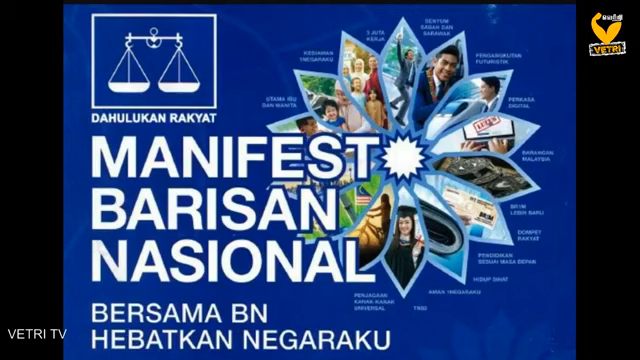 வெற்றி
VETRI
DAHULUKAN RAKYAT
MANIFESTO
BARISAN
NASIONAL
BERSAMA BN
HEBATKAN NEGARAKU
SENYUM
SABAH DAN
SARAWAK
3 JUTA
KERJA
KEDIAMAN
1NEGARAKU
UTAMA IBU
DAN WANITA
PENGANGKUTAN
FUTURISTIK
PERKASA
DIGITAL
BARANGAN
MALAYSIA
BR1M
LEBIH BARU
DOMPET
RAKYAT
PENDIDIKAN
SESUAI MASA DEPAN
HIDUP SIHAT
AMAN 1NEGARAKU
TN50
PENJAGAAN
KANAK-KANAK
UNIVERSAL
VETRI TV